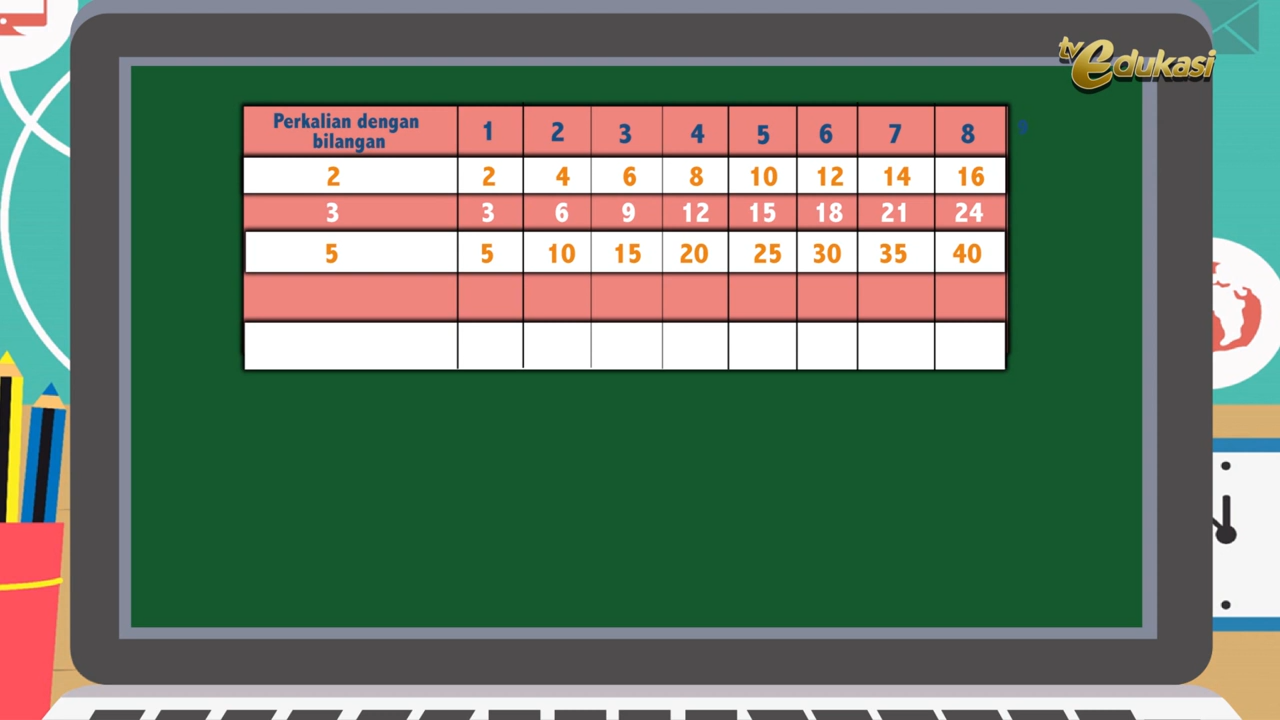 tv edukasi
Perkalian dengan
bilangan 1 2 3 4 5 6 7 8
2 2 4 6 8 10 12 14 16
3 3 6 9 12 15 18 21 24
5 5 10 15 20 25 30 35 40